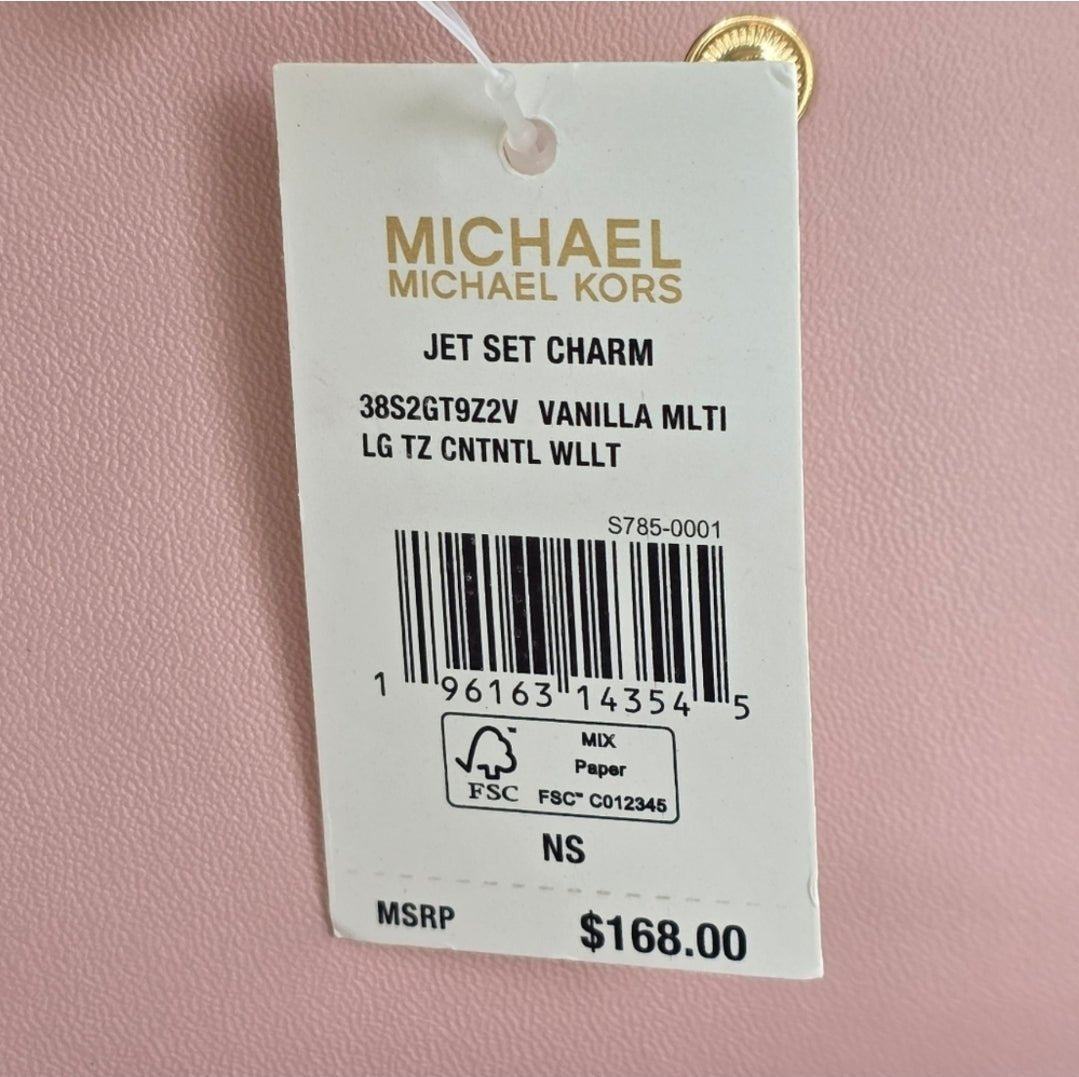 MICHAEL
MICHAEL KORS
JET SET CHARM
38S2GT9Z2V VANILLA MLTI
LG TZ CNTNTL WLLT
S785-0001
1 96163 14354 5
MIX
Paper
FSC FSC™ C012345
NS
MSRP $168.00